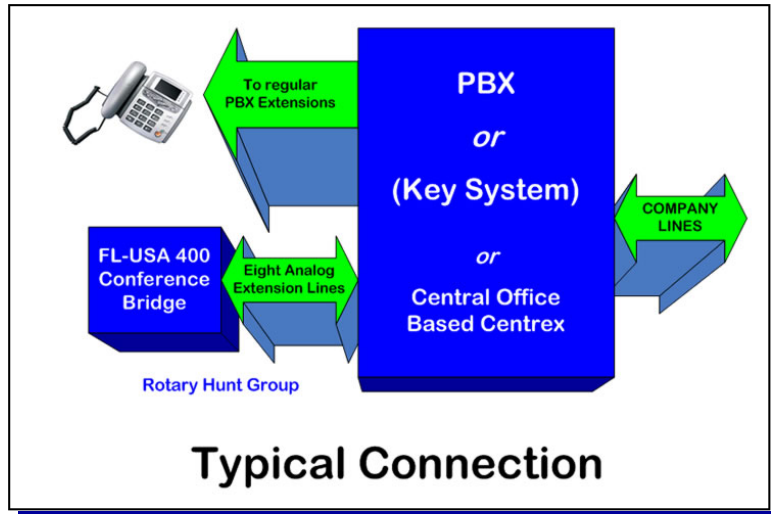 To regular
PBX Extensions
PBX
or
(Key System)
or
Central Office
Based Centrex
COMPANY
LINES
FL-USA 400
Conference
Bridge
Eight Analog
Extension Lines
Rotary Hunt Group
Typical Connection